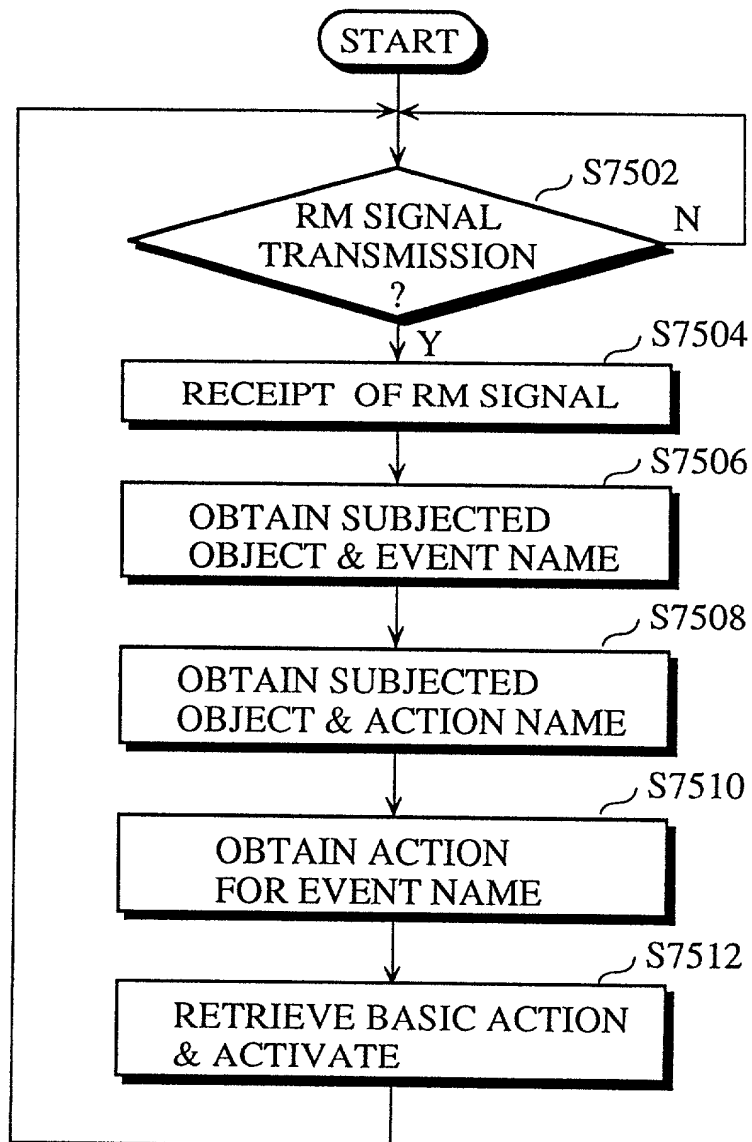 START
S7502
RM SIGNAL
TRANSMISSION
?
N
Y
S7504
RECEIPT OF RM SIGNAL
S7506
OBTAIN SUBJECTED
OBJECT & EVENT NAME
S7508
OBTAIN SUBJECTED
OBJECT & ACTION NAME
S7510
OBTAIN ACTION
FOR EVENT NAME
S7512
RETRIEVE BASIC ACTION
& ACTIVATE